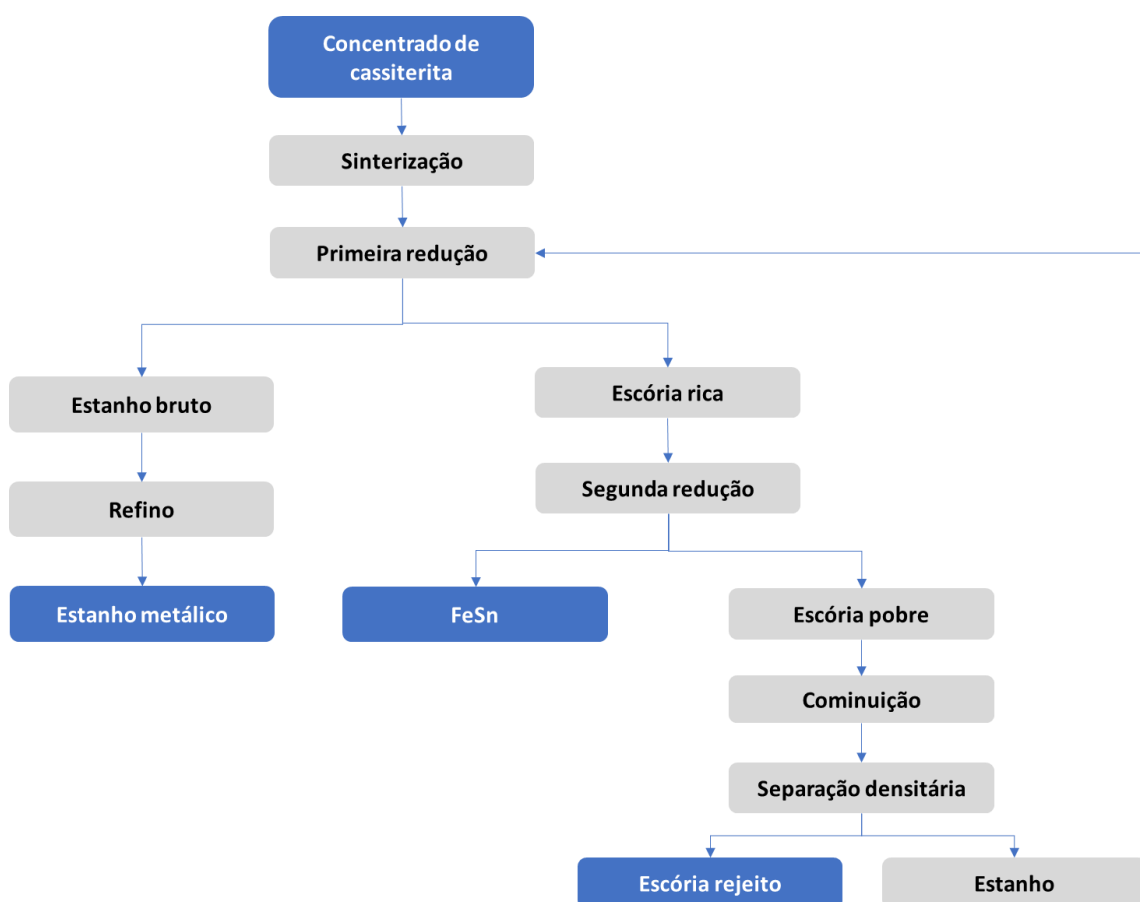 Concentrado de
cassiterita
Sinterização
Primeira redução
Estanho bruto
Escória rica
Refino
Segunda redução
Estanho metálico
FeSn
Escória pobre
Cominuição
Separação densitária
Escória rejeito
Estanho